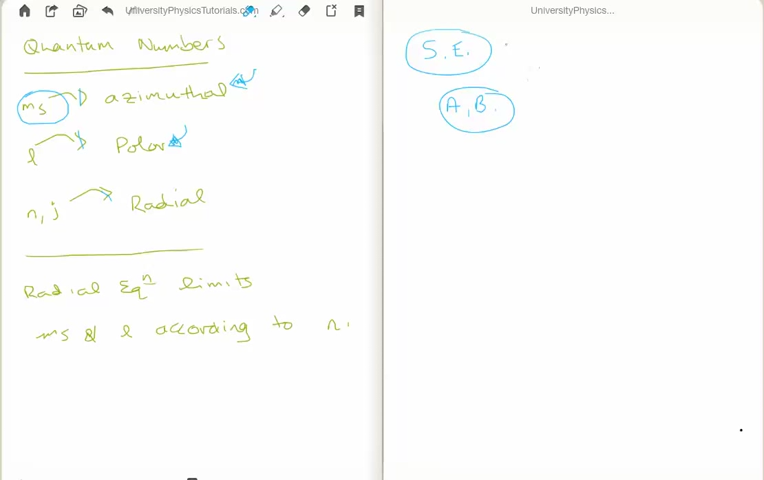 UniversityPhysicsTutorials.com
Quantum Numbers
ms azimuthal
l Polar
n, j Radial
Radial Eqn limits
ms & l according to n.
UniversityPhysics...
S.E.
A, B.